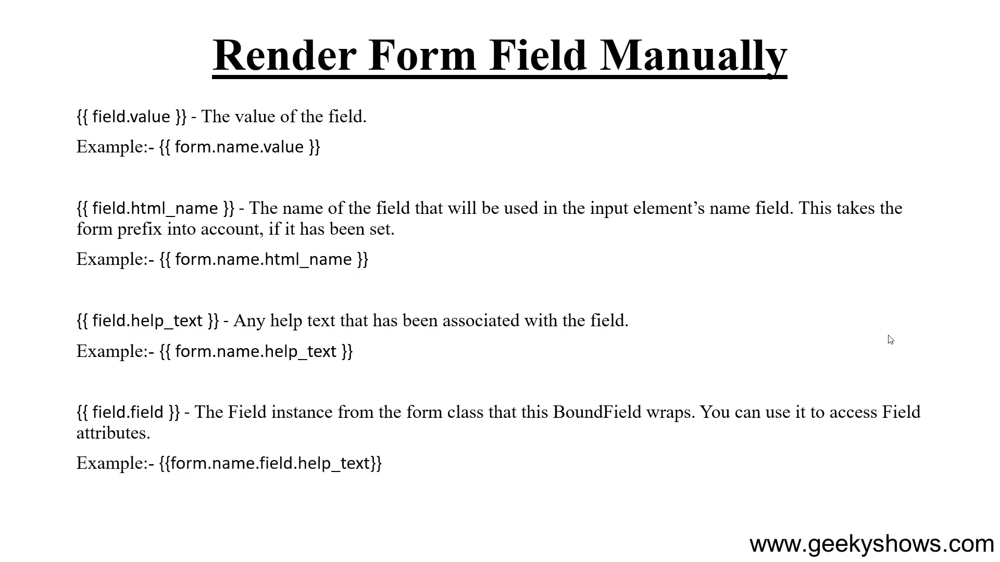 Render Form Field Manually
{{ field.value }} - The value of the field.
Example:- {{ form.name.value }}
{{ field.html_name }} - The name of the field that will be used in the input element’s name field. This takes the
form prefix into account, if it has been set.
Example:- {{ form.name.html_name }}
{{ field.help_text }} - Any help text that has been associated with the field.
Example:- {{ form.name.help_text }}
{{ field.field }} - The Field instance from the form class that this BoundField wraps. You can use it to access Field
attributes.
Example:- {{form.name.field.help_text}}
www.geekyshows.com